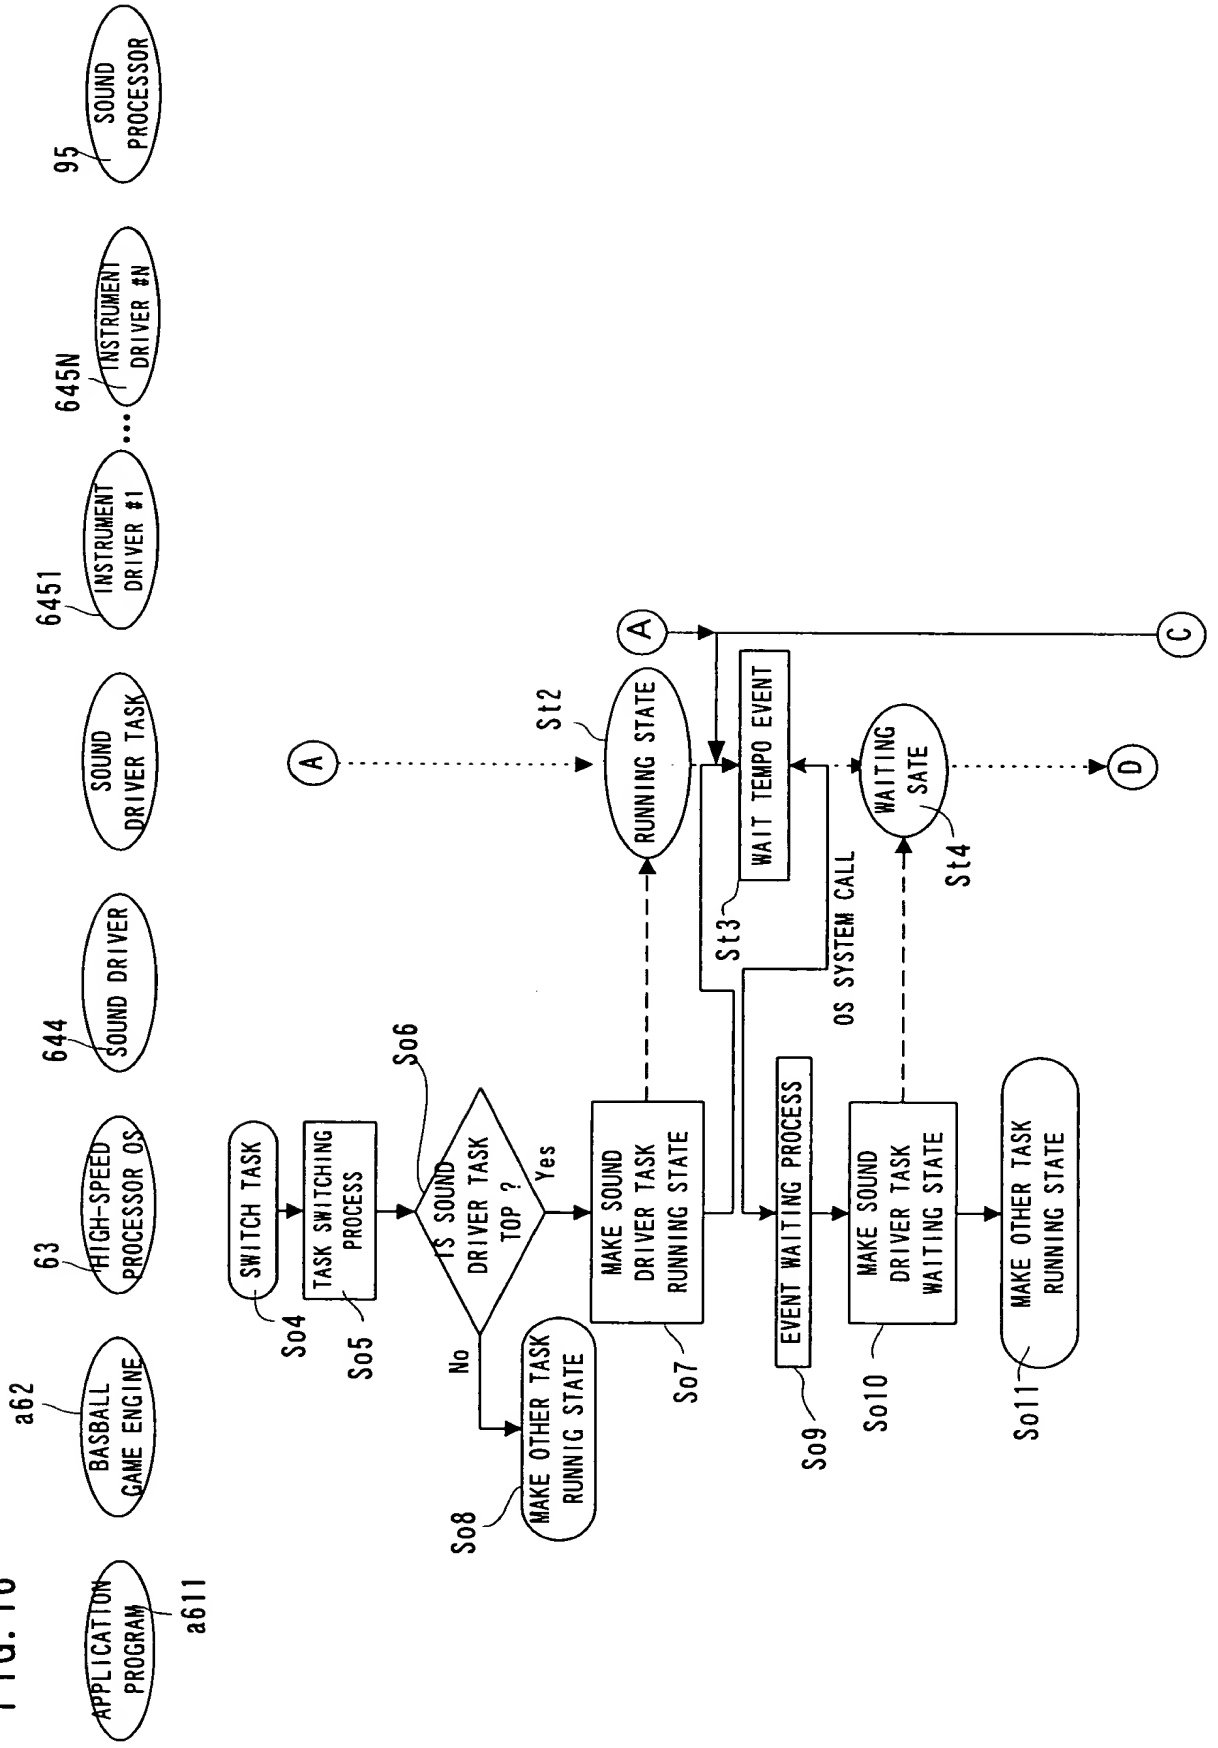 a611
APPLICATION
PROGRAM
a62
BASBALL
GAME ENGINE
63
HIGH-SPEED
PROCESSOR OS
644
SOUND DRIVER
SOUND
DRIVER TASK
6451
INSTRUMENT
DRIVER #1
...
645N
INSTRUMENT
DRIVER #N
95
SOUND
PROCESSOR
So4
SWITCH TASK
So5
TASK SWITCHING
PROCESS
So6
IS SOUND
DRIVER TASK
TOP ?
No
Yes
So8
MAKE OTHER TASK
RUNNIG STATE
So7
MAKE SOUND
DRIVER TASK
RUNNING STATE
A
St2
RUNNING STATE
A
St3
WAIT TEMPO EVENT
OS SYSTEM CALL
So9
EVENT WAITING PROCESS
So10
MAKE SOUND
DRIVER TASK
WAITING STATE
St4
WAITING
SATE
So11
MAKE OTHER TASK
RUNNING STATE
D
C